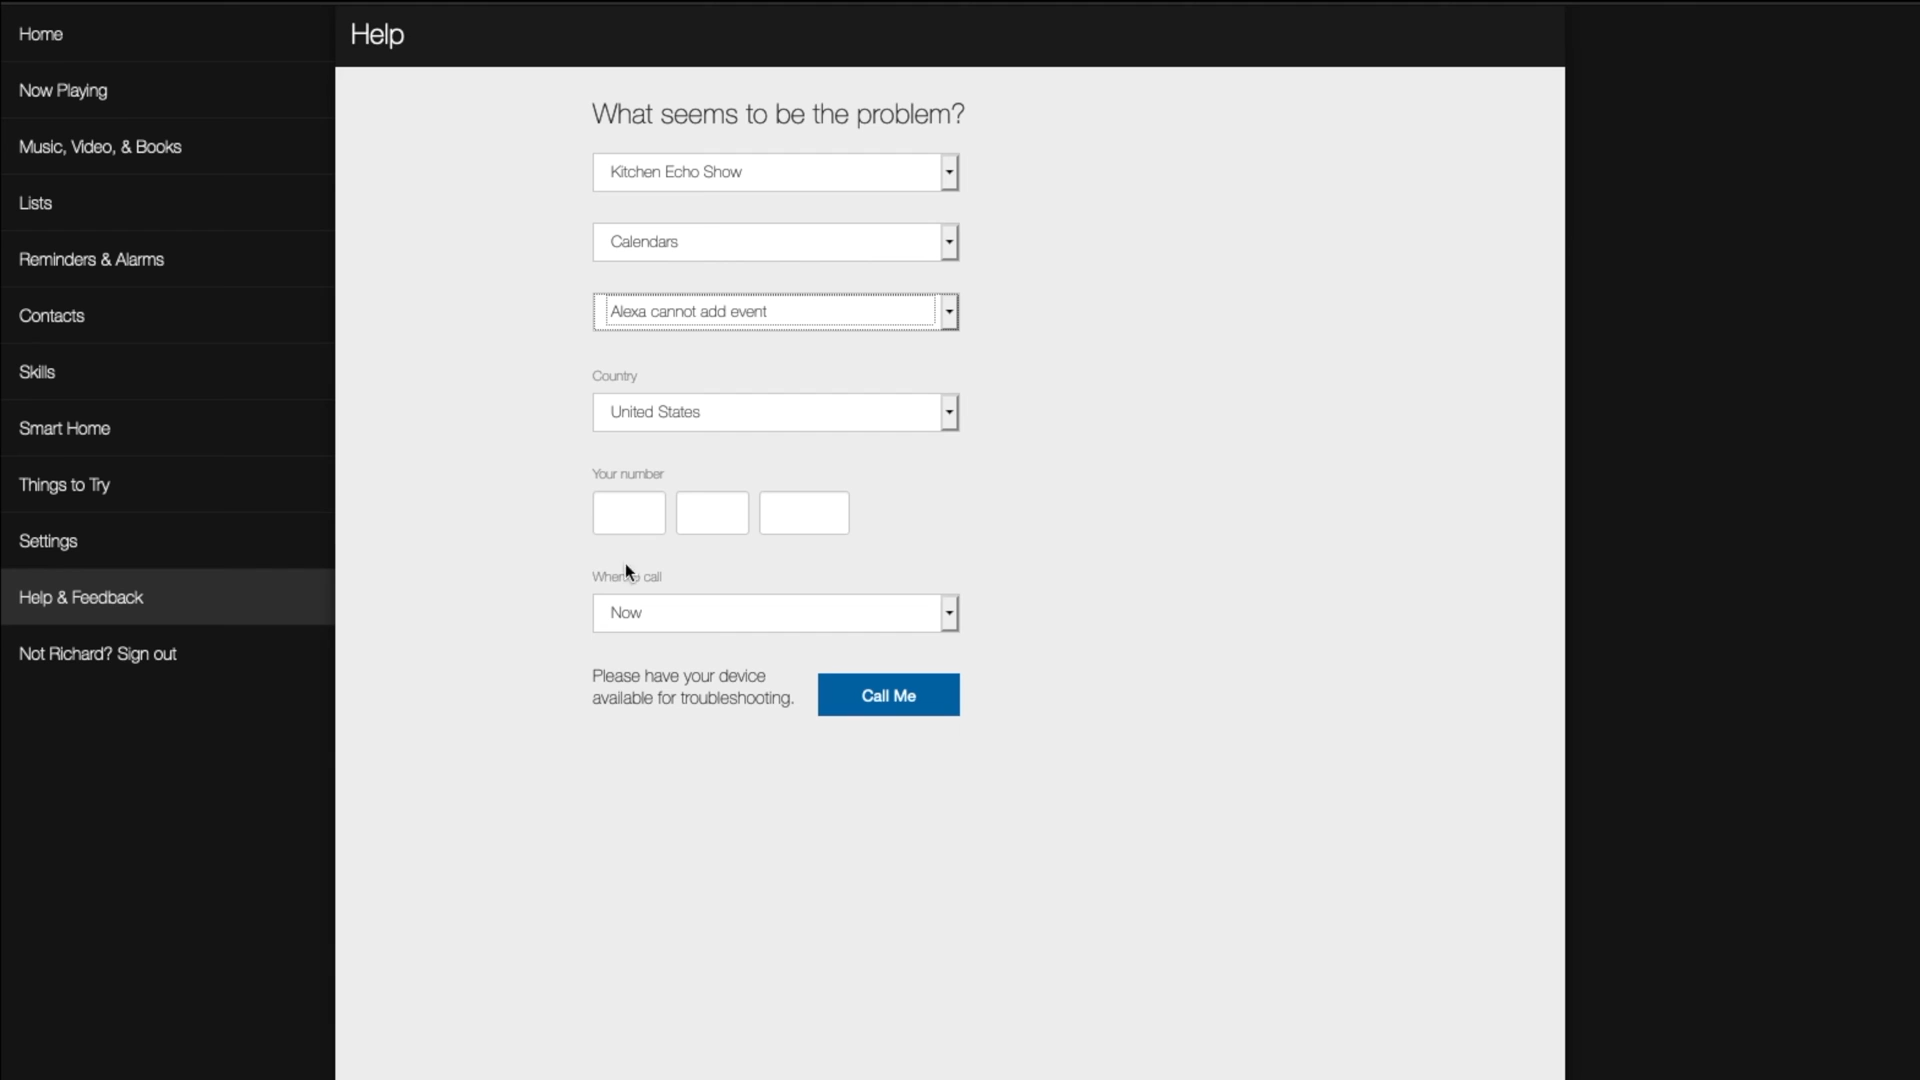 Home
Now Playing
Music, Video, & Books
Lists
Reminders & Alarms
Contacts
Skills
Smart Home
Things to Try
Settings
Help & Feedback
Not Richard? Sign out
Help
What seems to be the problem?
Kitchen Echo Show
Calendars
Alexa cannot add event
Country
United States
Your number
call
Now
Please have your device
available for troubleshooting.
Call Me